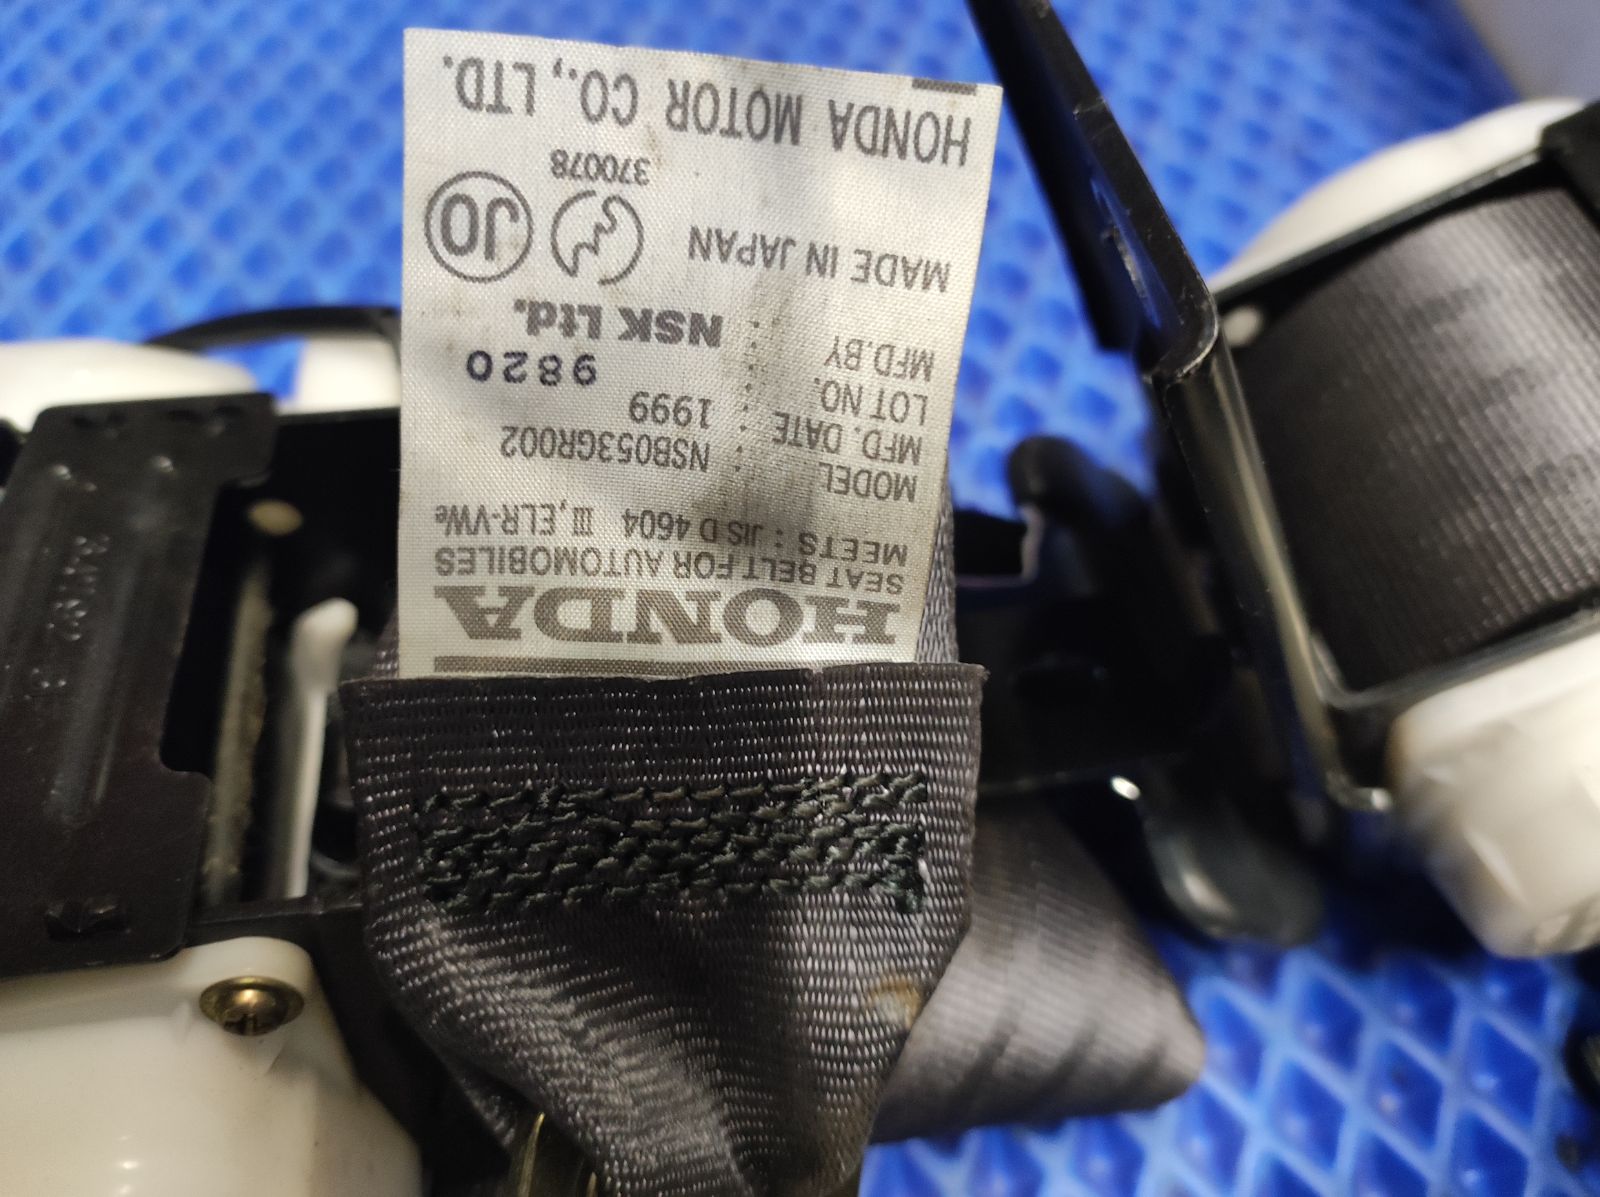 HONDA
SEAT BELT FOR AUTOMOBILES
MEETS : JIS D 4604 III, ELR-VWe
MODEL : NSB053GR002
MFD. DATE : 1999
LOT NO. : 9820
MFD.BY : NSK Ltd.
MADE IN JAPAN
JQ
370078
HONDA MOTOR CO., LTD.